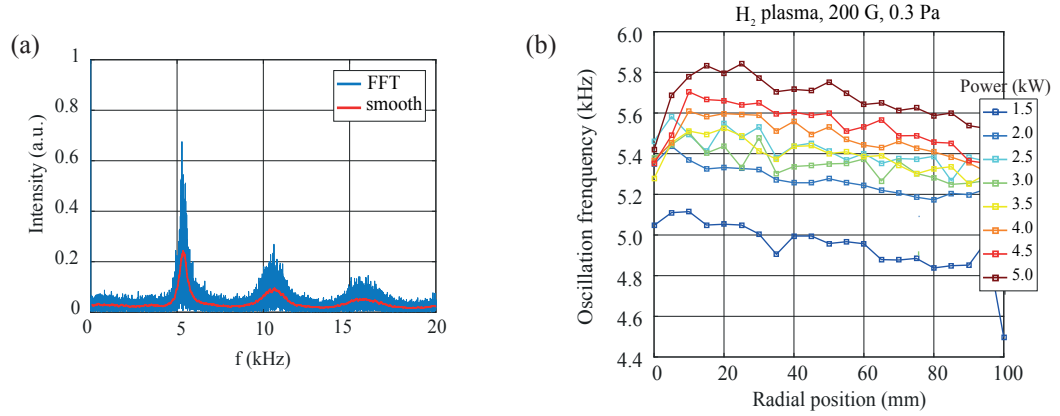 (a)
Intensity (a.u.)
1
0.8
0.6
0.4
0.2
0
FFT
smooth
0 5 10 15 20
f (kHz)
(b)
H2 plasma, 200 G, 0.3 Pa
Oscillation frenquency (kHz)
6.0
5.8
5.6
5.4
5.2
5.0
4.8
4.6
4.4
Power (kW)
1.5
2.0
2.5
3.0
3.5
4.0
4.5
5.0
0 20 40 60 80 100
Radial position (mm)